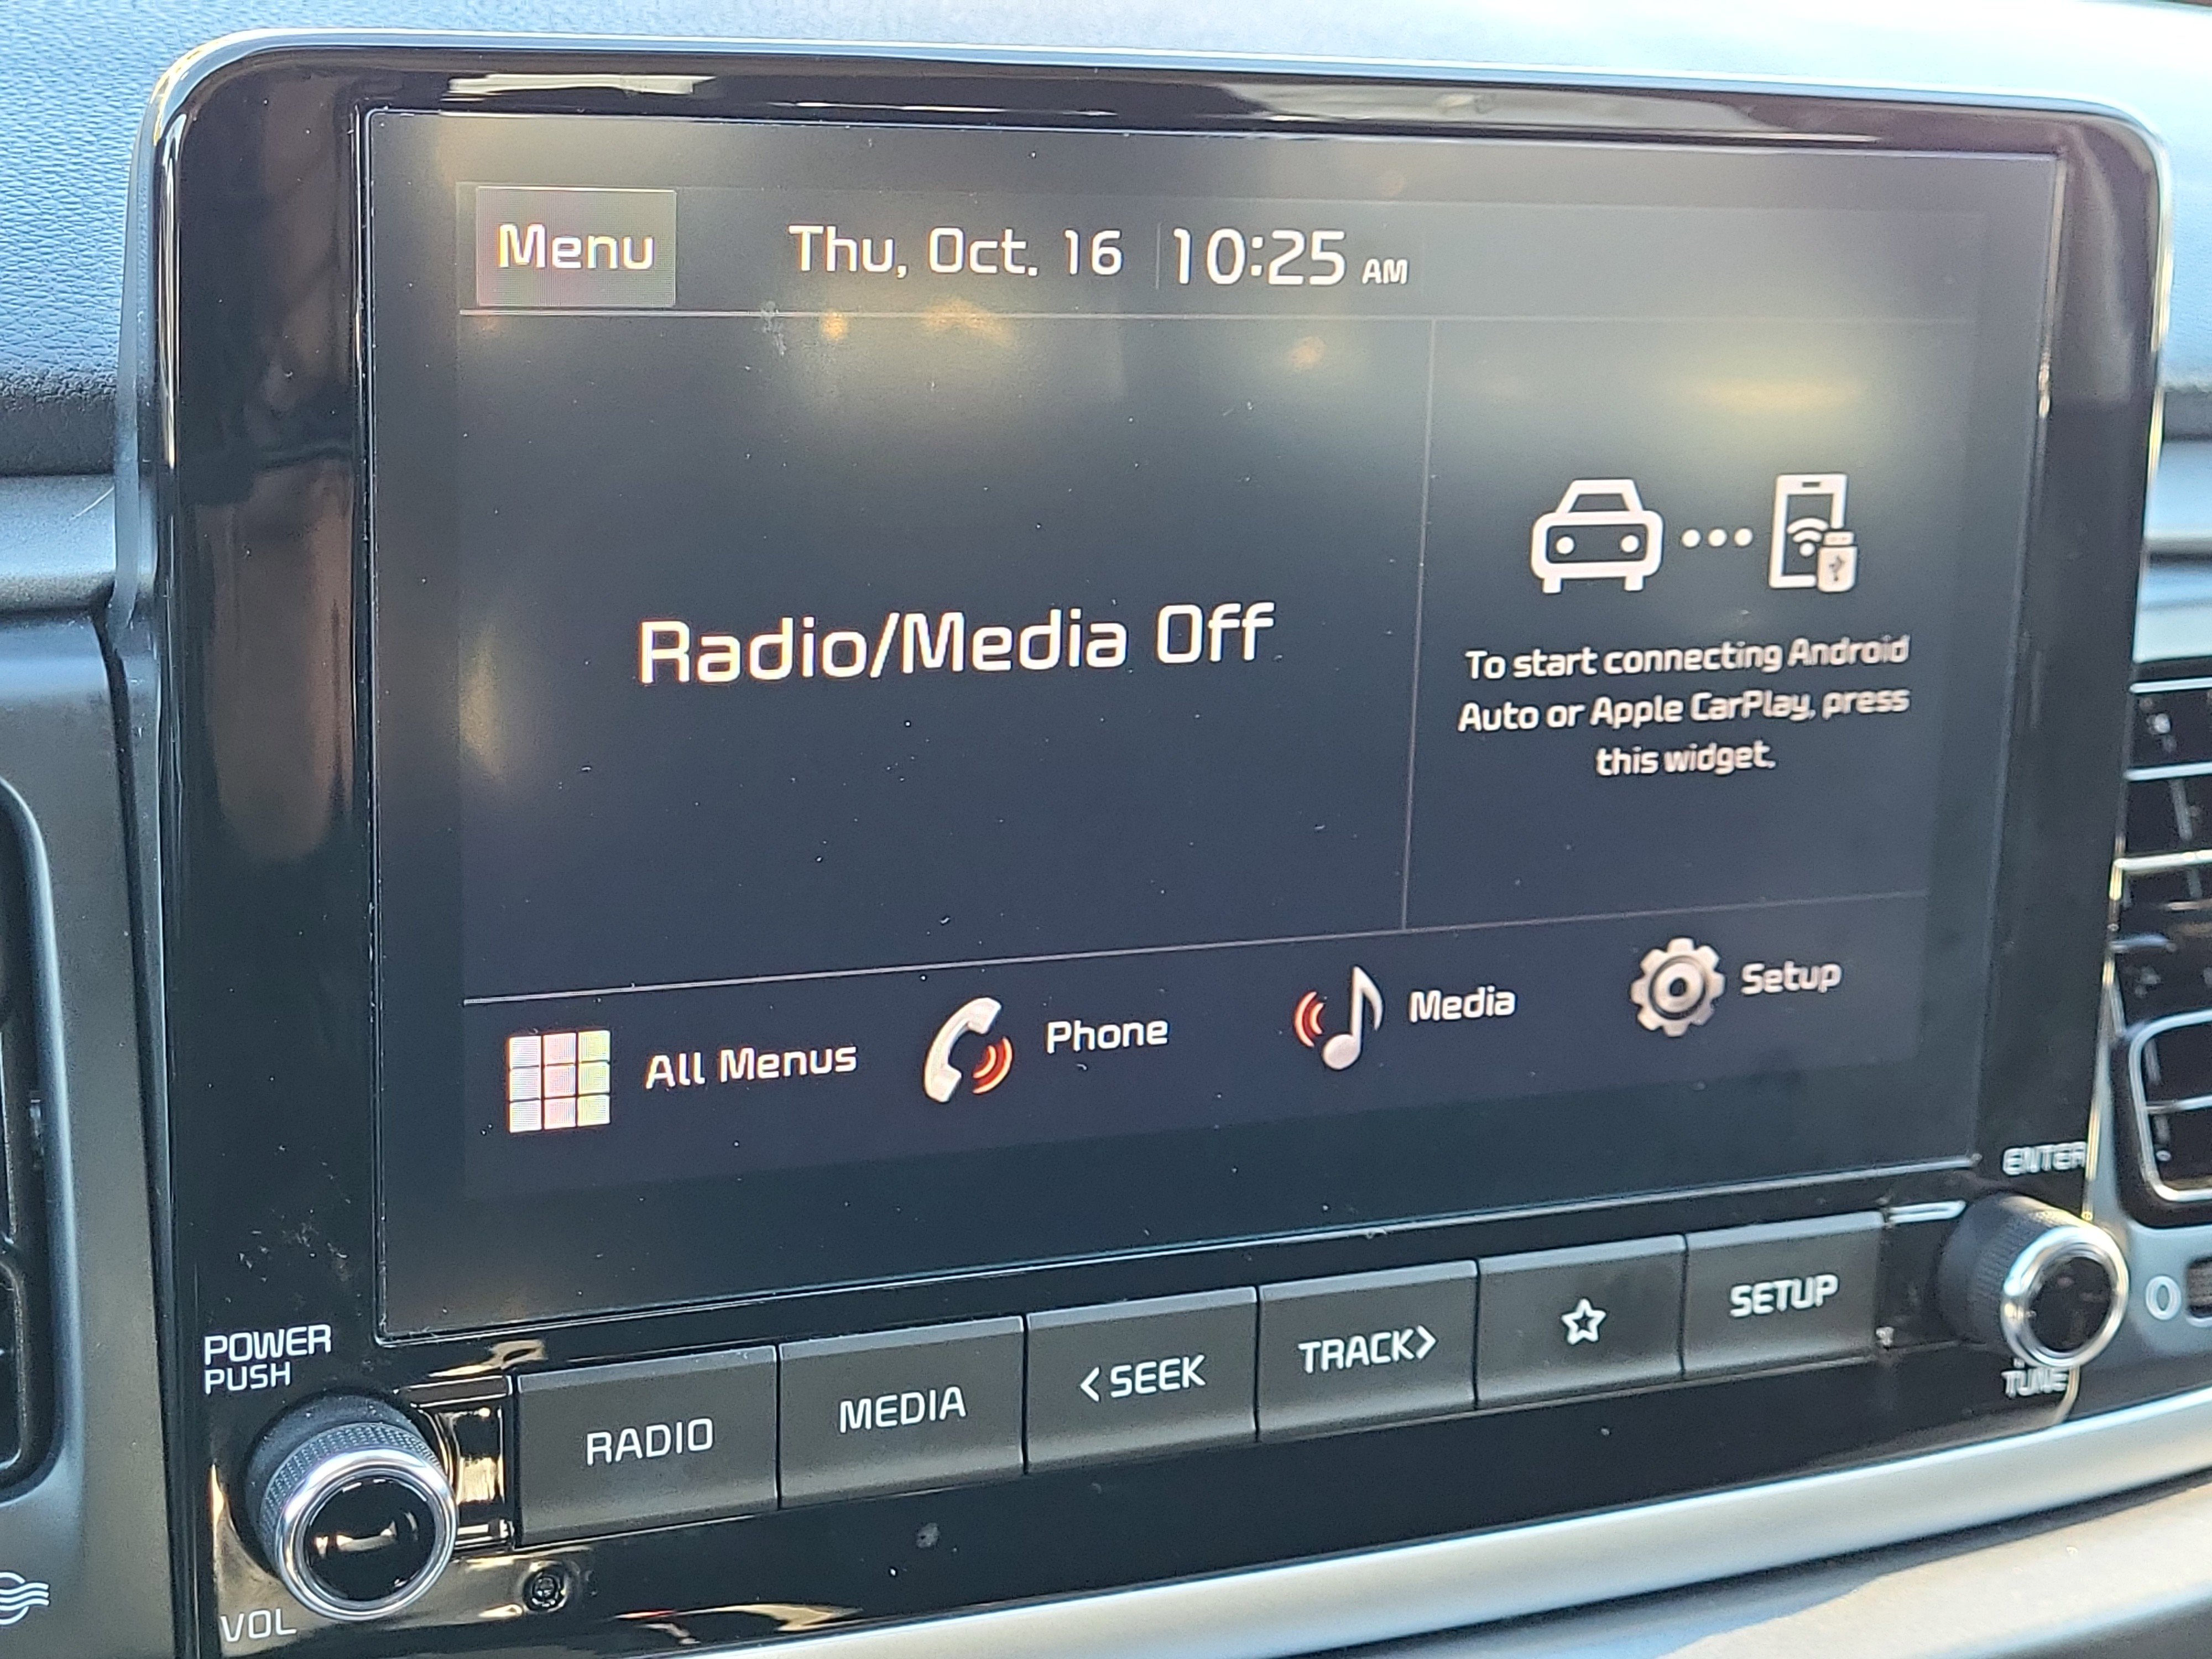 Menu
Thu, Oct. 16
10:25 AM
Radio/Media Off
To start connecting Android
Auto or Apple CarPlay, press
this widget.
All Menus
Phone
Media
Setup
ENTER
POWER
PUSH
RADIO
MEDIA
<SEEK
TRACK>
SETUP
TUNE
VOL